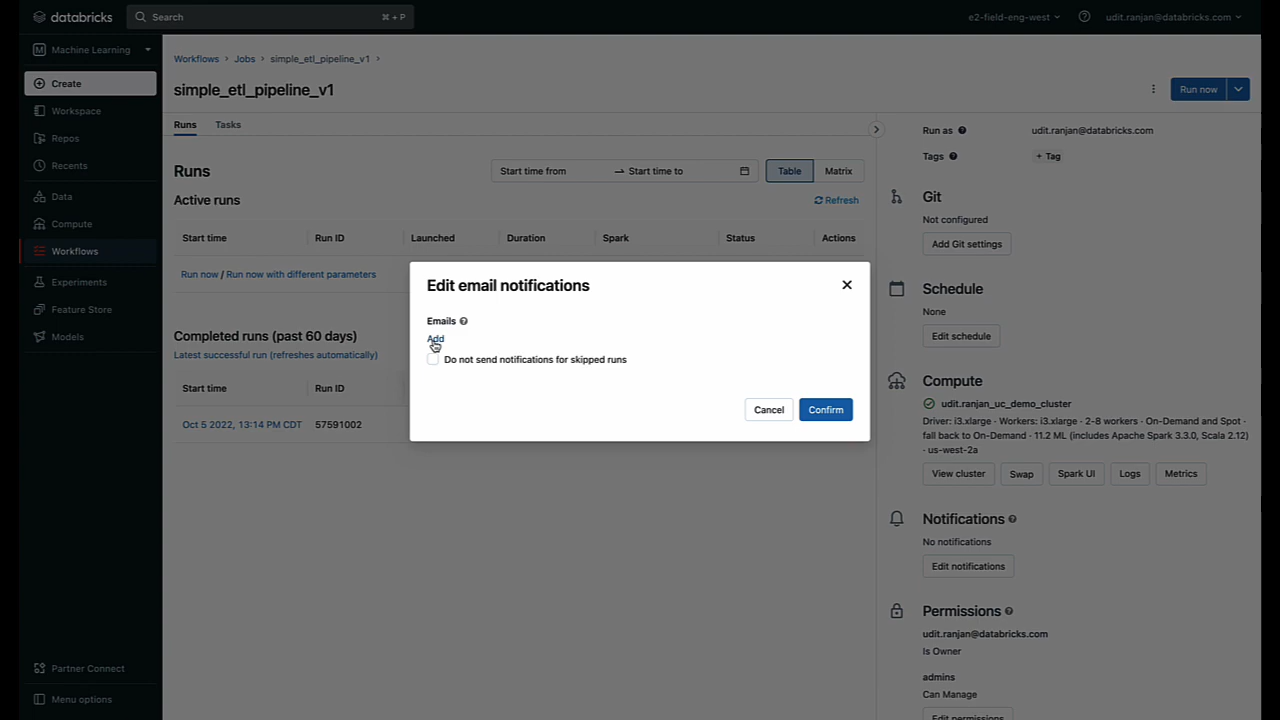 databricks
Search
⌘ + P
e2-field-eng-west
udit.ranjan@databricks.com
M
Machine Learning
Create
Workspace
Repos
Recents
Data
Compute
Workflows
Experiments
Feature Store
Models
Partner Connect
Menu options
Workflows > Jobs > simple_etl_pipeline_v1 >
simple_etl_pipeline_v1
Run now
Runs
Tasks
Runs
Start time from
Start time to
Table
Matrix
Active runs
Refresh
Start time
Run ID
Launched
Duration
Spark
Status
Actions
Run now / Run now with different parameters
Completed runs (past 60 days)
Latest successful run (refreshes automatically)
Start time
Run ID
Oct 5 2022, 13:14 PM CDT
57591002
Edit email notifications
Emails
Add
Do not send notifications for skipped runs
Cancel
Confirm
Run as
udit.ranjan@databricks.com
Tags
+ Tag
Git
Not configured
Add Git settings
Schedule
None
Edit schedule
Compute
udit.ranjan_uc_demo_cluster
Driver: i3.xlarge · Workers: i3.xlarge · 2-8 workers · On-Demand and Spot ·
fall back to On-Demand · 11.2 ML (includes Apache Spark 3.3.0, Scala 2.12)
· us-west-2a
View cluster
Swap
Spark UI
Logs
Metrics
Notifications
No notifications
Edit notifications
Permissions
udit.ranjan@databricks.com
Is Owner
admins
Can Manage
Edit permissions